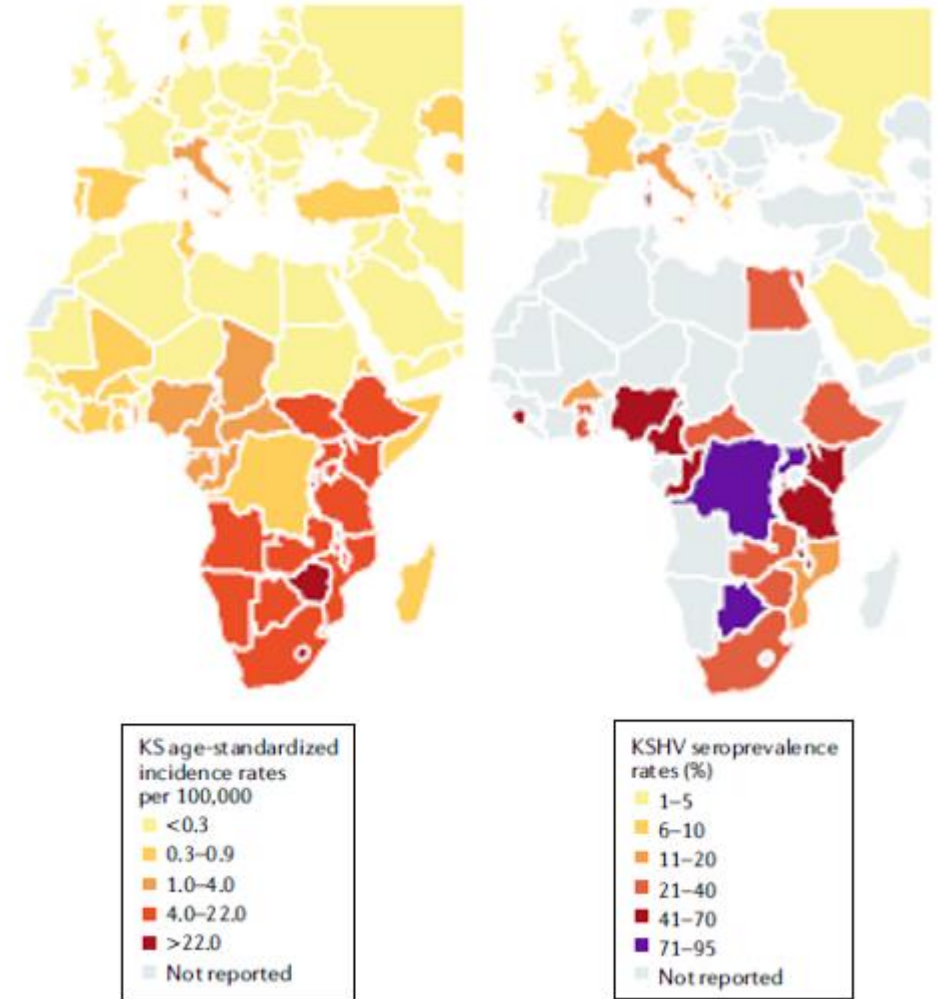 KS age-standardized
incidence rates
per 100,000
<0.3
0.3–0.9
1.0–4.0
4.0–22.0
>22.0
Not reported
KSHV seroprevalence
rates (%)
1–5
6–10
11–20
21–40
41–70
71–95
Not reported